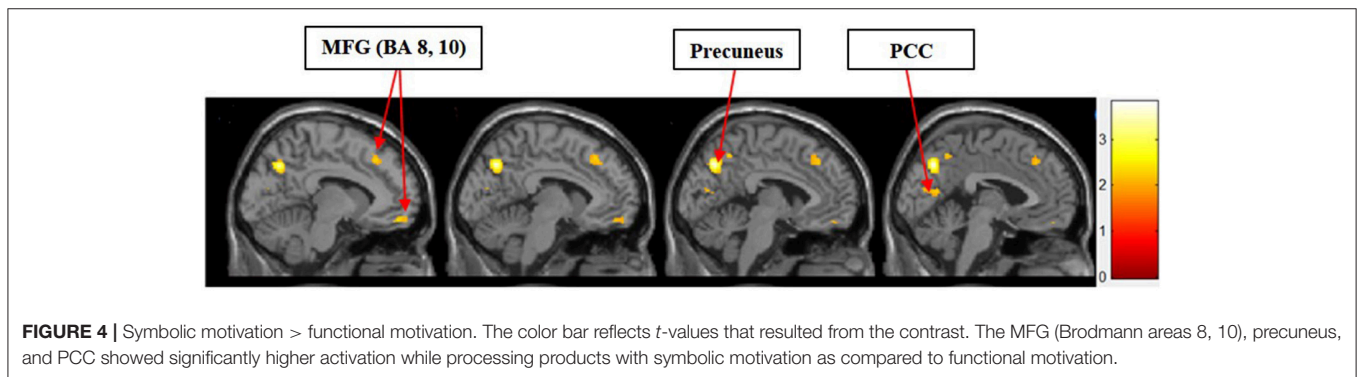 MFG (BA 8, 10)
Precuneus
PCC
3
2
1
0
FIGURE 4 | Symbolic motivation > functional motivation. The color bar reflects t-values that resulted from the contrast. The MFG (Brodmann areas 8, 10), precuneus,
and PCC showed significantly higher activation while processing products with symbolic motivation as compared to functional motivation.